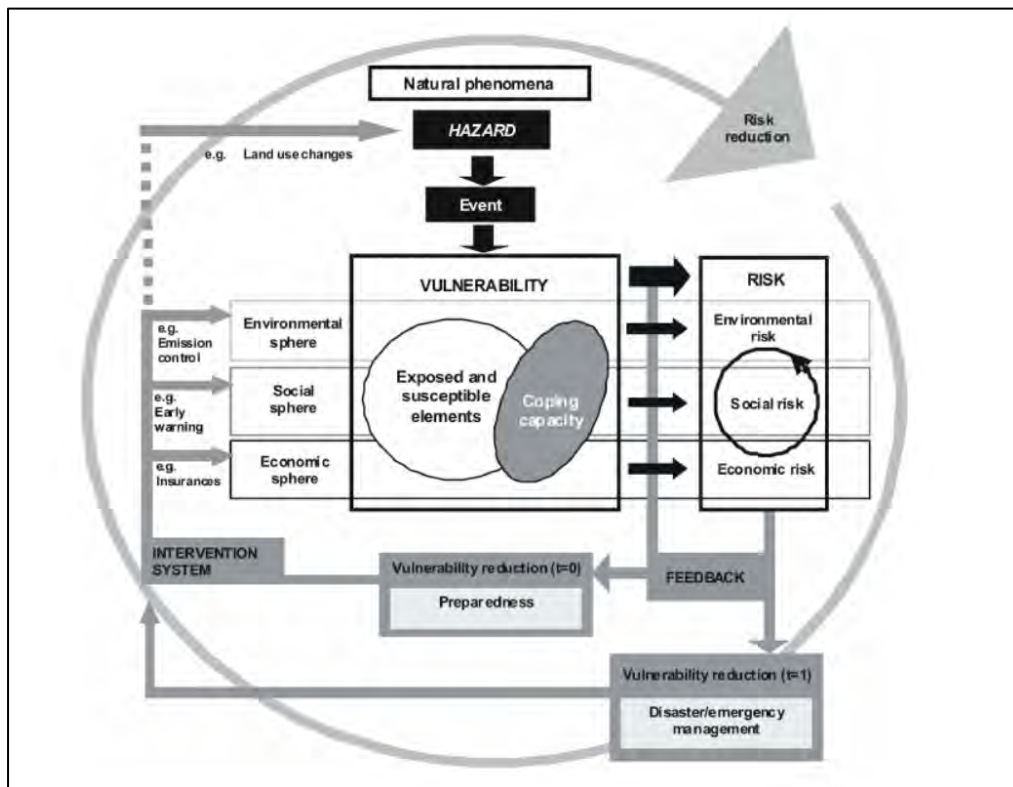 Natural phenomena
HAZARD
Risk
reduction
e.g. Land use changes
Event
VULNERABILITY
RISK
e.g.
Emission
control
Environmental
sphere
Environmental
risk
Exposed and
susceptible
elements
Coping
capacity
e.g.
Early
warning
Social
sphere
Social risk
e.g.
Insurances
Economic
sphere
Economic risk
INTERVENTION
SYSTEM
Vulnerability reduction (t=0)
Preparedness
FEEDBACK
Vulnerability reduction (t=1)
Disaster/emergency
management